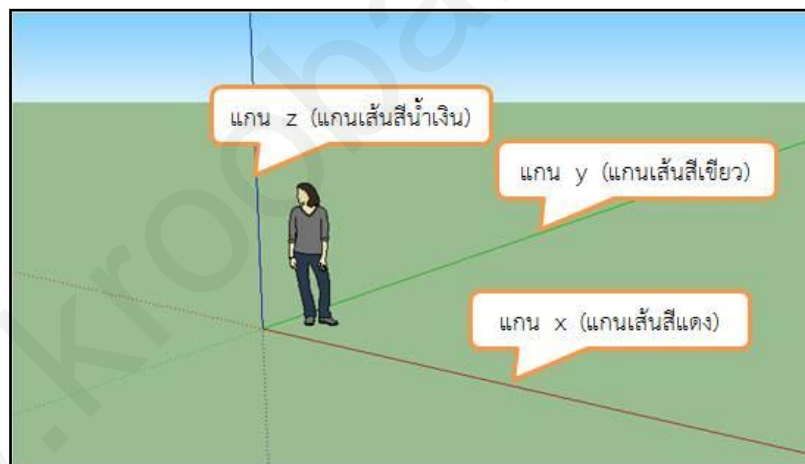 แกน z (แกนเส้นสีน้ำเงิน)
แกน y (แกนเส้นสีเขียว)
แกน x (แกนเส้นสีแดง)